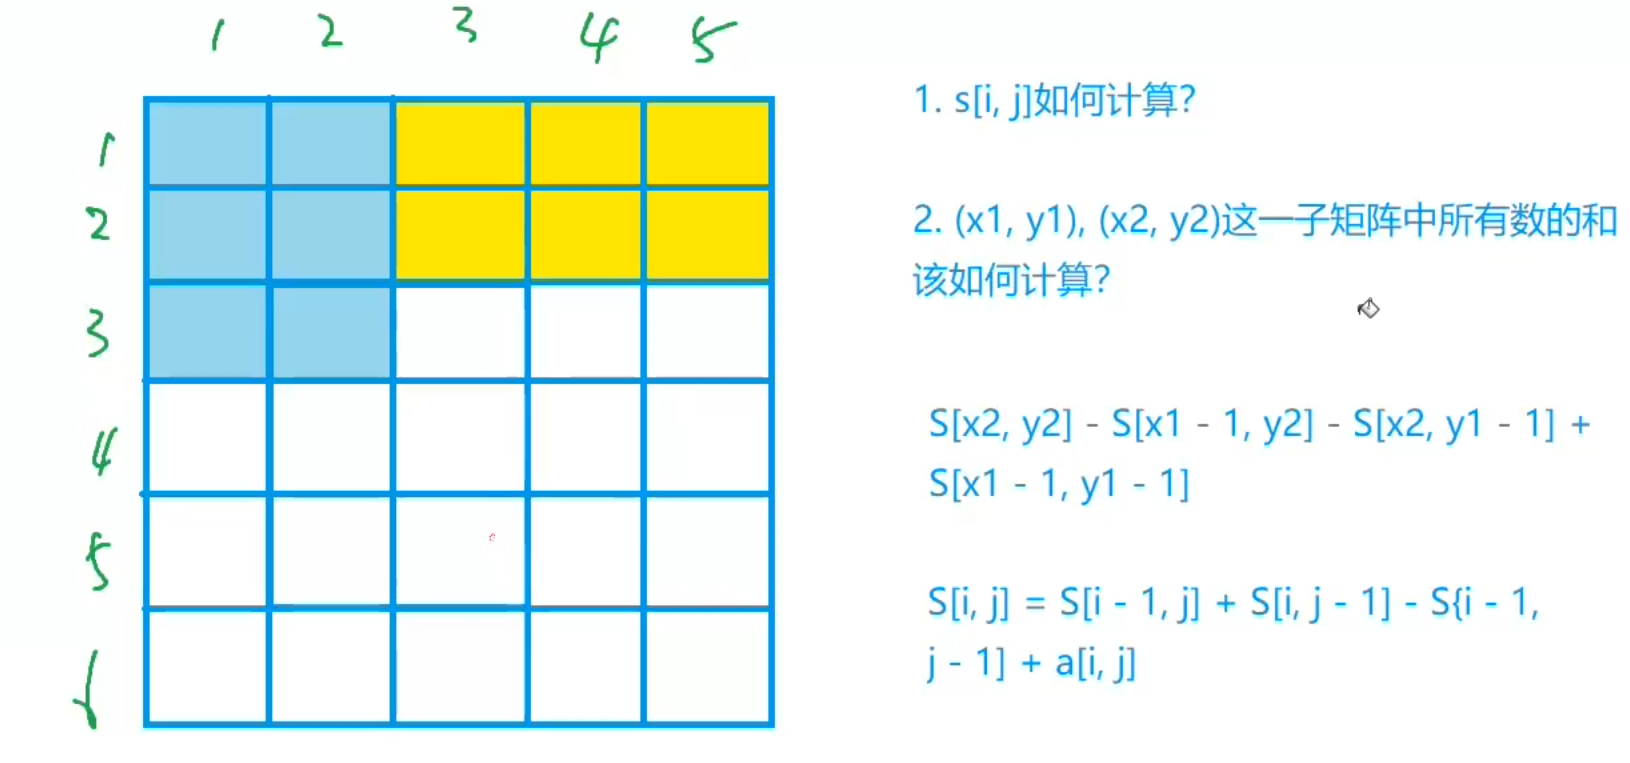 1 2 3 4 5
1
2
3
4
5
1. s[i, j]如何计算?
2. (x1, y1), (x2, y2)这一子矩阵中所有数的和
该如何计算?
S[x2, y2] - S[x1 - 1, y2] - S[x2, y1 - 1] +
S[x1 - 1, y1 - 1]
S[i, j] = S[i - 1, j] + S[i, j - 1] - S{i - 1,
j - 1] + a[i, j]